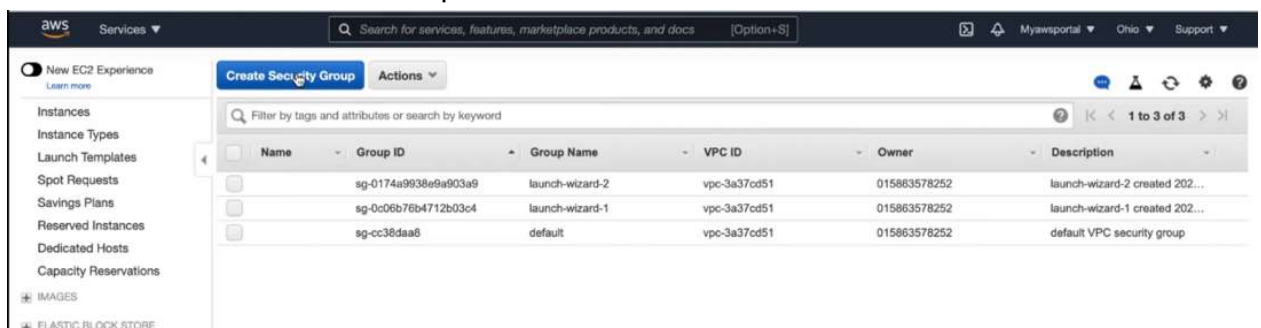 aws Services Search for services, features, marketplace products, and docs [Option+S] Myawsportal Ohio Support
New EC2 Experience
Learn more
Create Security Group Actions
Instances
Instance Types
Launch Templates
Spot Requests
Savings Plans
Reserved Instances
Dedicated Hosts
Capacity Reservations
IMAGES
ELASTIC BLOCK STORE
Filter by tags and attributes or search by keyword 1 to 3 of 3
Name Group ID Group Name VPC ID Owner Description
sg-0174a9938e9a903a9 launch-wizard-2 vpc-3a37cd51 015863578252 launch-wizard-2 created 202...
sg-0c06b76b4712b03c4 launch-wizard-1 vpc-3a37cd51 015863578252 launch-wizard-1 created 202...
sg-cc38daa8 default vpc-3a37cd51 015863578252 default VPC security group